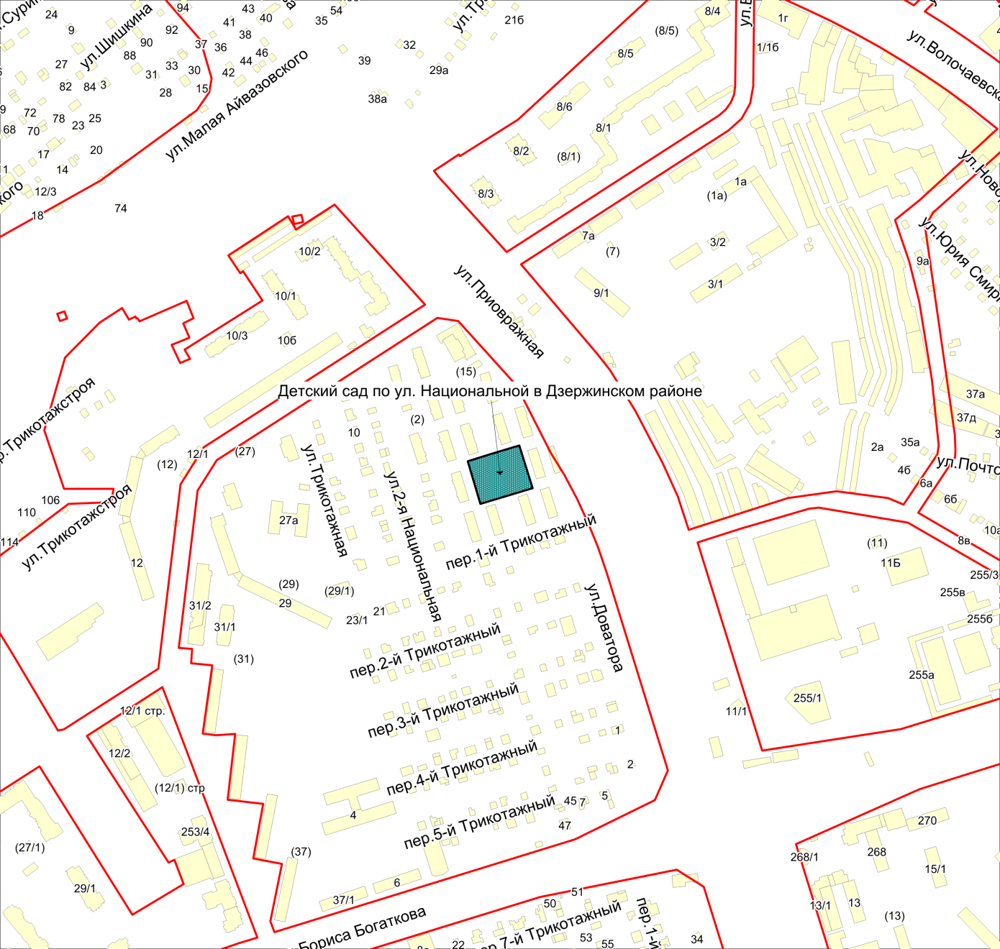 24
94
43
54
40
35
216
8/4
1г
(8/5)
ул.Шишкина
9
92
41
38
90
37
36
46
32
8/5
1/1б
88
44
39
27
33
30
42
29а
31
82
84
3
15
28
38а
8/6
72
78
25
68
70
23
8/1
ул.Малая Айвазовского
17
20
8/2
(8/1)
14
12/3
8/3
1а
(1а)
74
18
7а
3/2
(7)
10/2
9а
3/1
10/1
9/1
ул.Приовражная
10/3
10б
(15)
Детский сад по ул. Национальной в Дзержинском районе
37а
37д
(2)
10
35а
2а
12/1
(27)
(12)
4б
6а
6б
106
110
114
ул.Трикотажстроя
ул.Трикотажная
ул.2-я Национальная
27а
пер.1-й Трикотажный
12
8в
(11)
11Б
255/3
255в
255б
(29)
29
(29/1)
31/2
31/1
21
23/1
ул.Доватора
пер.2-й Трикотажный
(31)
255а
255/1
11/1
пер.3-й Трикотажный
12/1 стр.
1
12/2
2
пер.4-й Трикотажный
(12/1) стр
45
7
5
4
47
пер.5-й Трикотажный
253/4
(27/1)
(37)
270
268
268/1
15/1
29/1
6
37/1
51
50
13/1
13
(13)
Бориса Богаткова
7-й Трикотажный
пер.1-й
53
55
22
34
ул.Волочаевска
ул.Ново
ул.Юрия Смир
ул.Почто